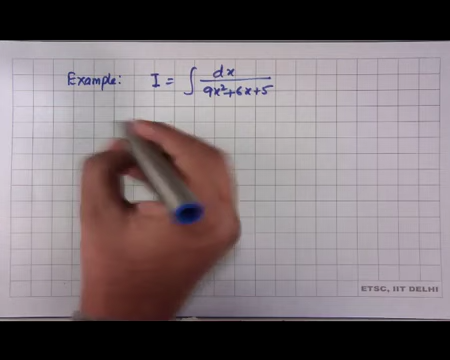 Example: I = ∫ dx / 9x²+6x+5
ETSC, IIT DELHI